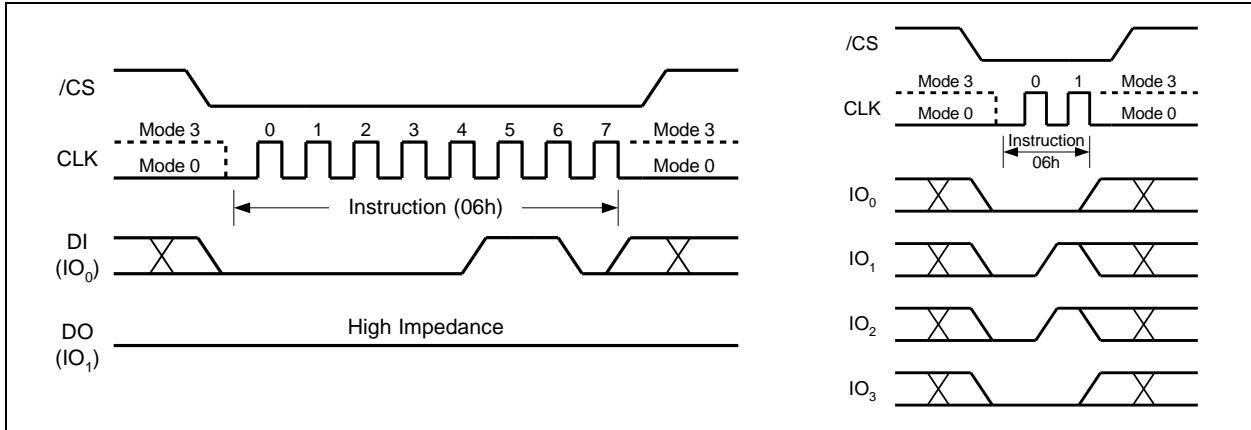 /CS
Mode 3 0 1 2 3 4 5 6 7 Mode 3
CLK
Mode 0 Mode 0
Instruction (06h)
DI
(IO0)
High Impedance
DO
(IO1)
/CS
Mode 3 0 1 Mode 3
CLK
Mode 0 Mode 0
Instruction
06h
IO0
IO1
IO2
IO3